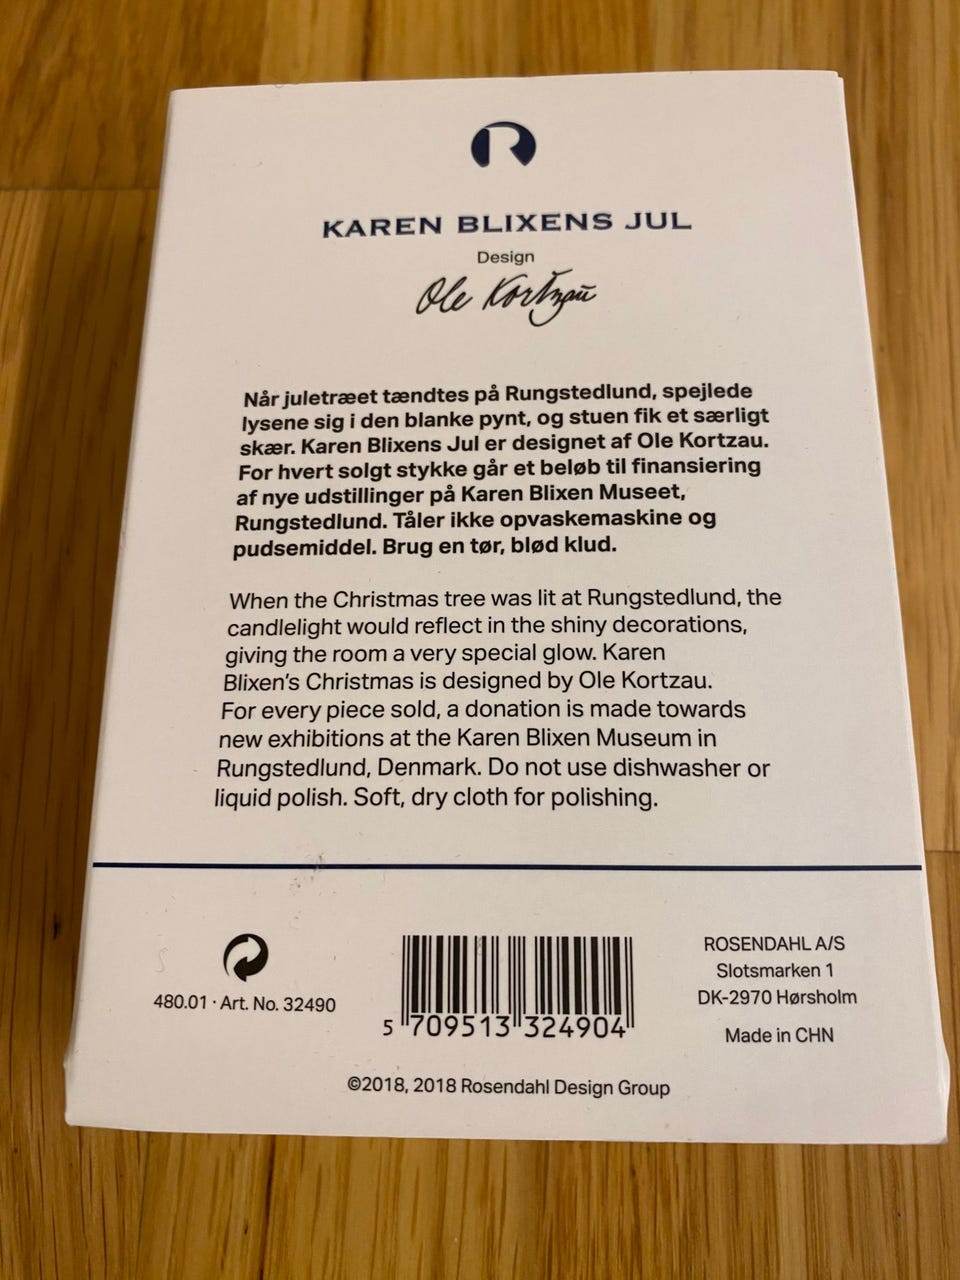 R
KAREN BLIXENS JUL
Design
Ole Kortzau
Når juletræet tændtes på Rungstedlund, spejlede
lysene sig i den blanke pynt, og stuen fik et særligt
skær. Karen Blixens Jul er designet af Ole Kortzau.
For hvert solgt stykke går et beløb til finansiering
af nye udstillinger på Karen Blixen Museet,
Rungstedlund. Tåler ikke opvaskemaskine og
pudsemiddel. Brug en tør, blød klud.
When the Christmas tree was lit at Rungstedlund, the
candlelight would reflect in the shiny decorations,
giving the room a very special glow. Karen
Blixen's Christmas is designed by Ole Kortzau.
For every piece sold, a donation is made towards
new exhibitions at the Karen Blixen Museum in
Rungstedlund, Denmark. Do not use dishwasher or
liquid polish. Soft, dry cloth for polishing.
480.01 · Art. No. 32490
5 709513 324904
ROSENDAHL A/S
Slotsmarken 1
DK-2970 Hørsholm
Made in CHN
©2018, 2018 Rosendahl Design Group